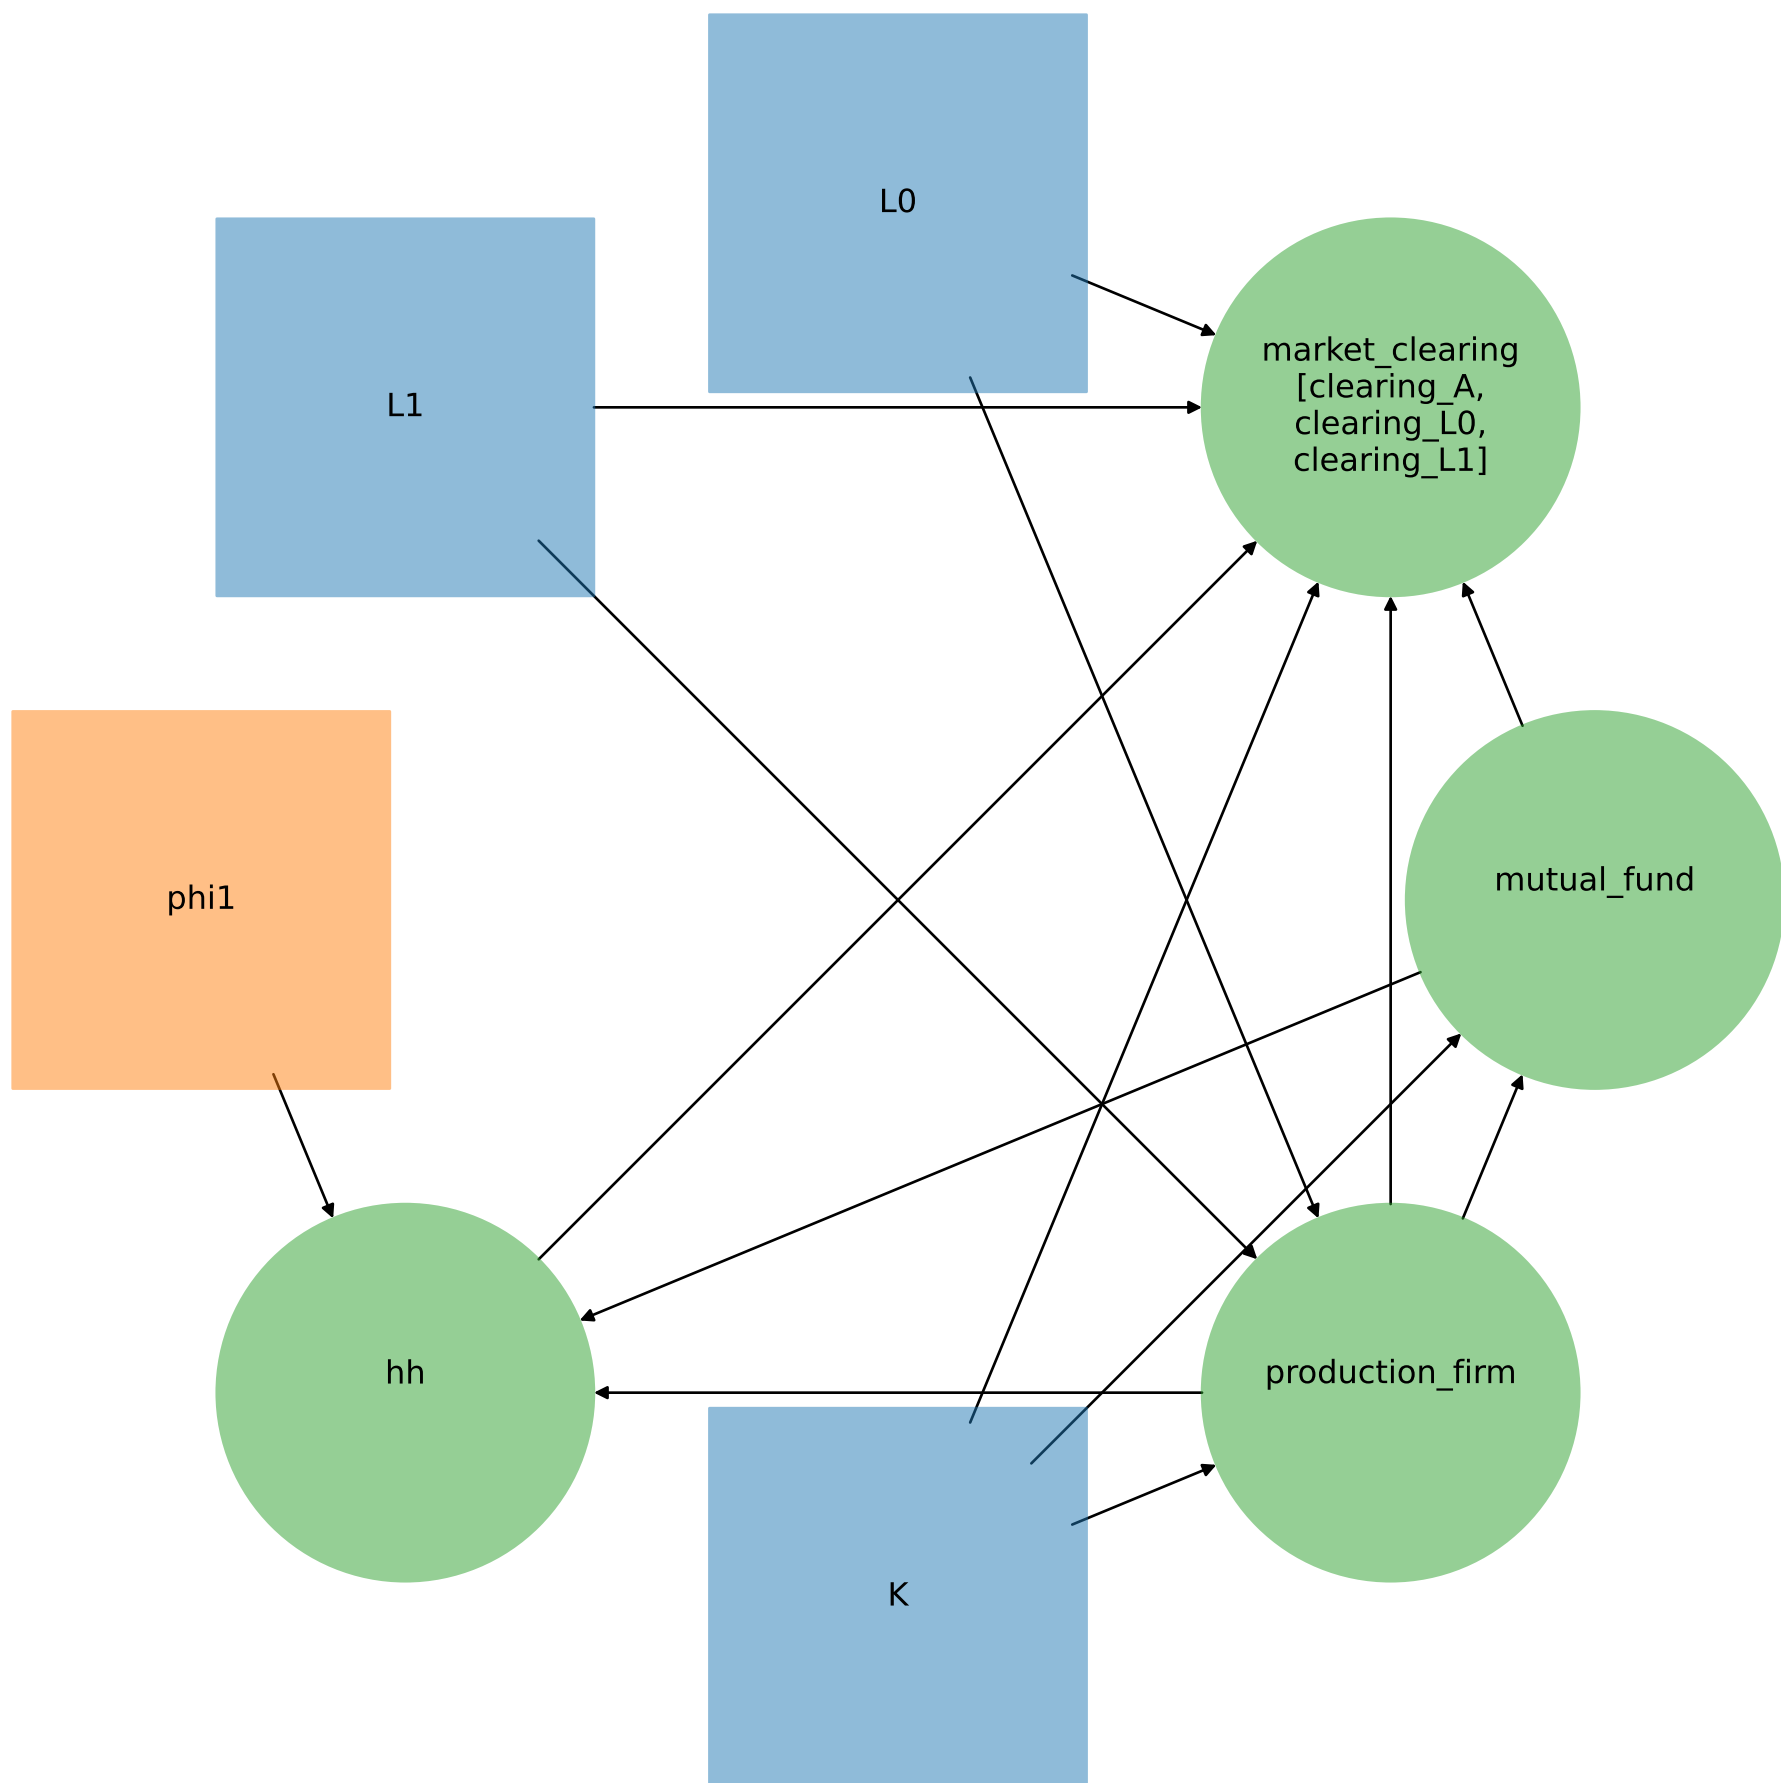 L0
L1
market_clearing
[clearing_A,
clearing_L0,
clearing_L1]
phi1
mutual_fund
hh
production_firm
K